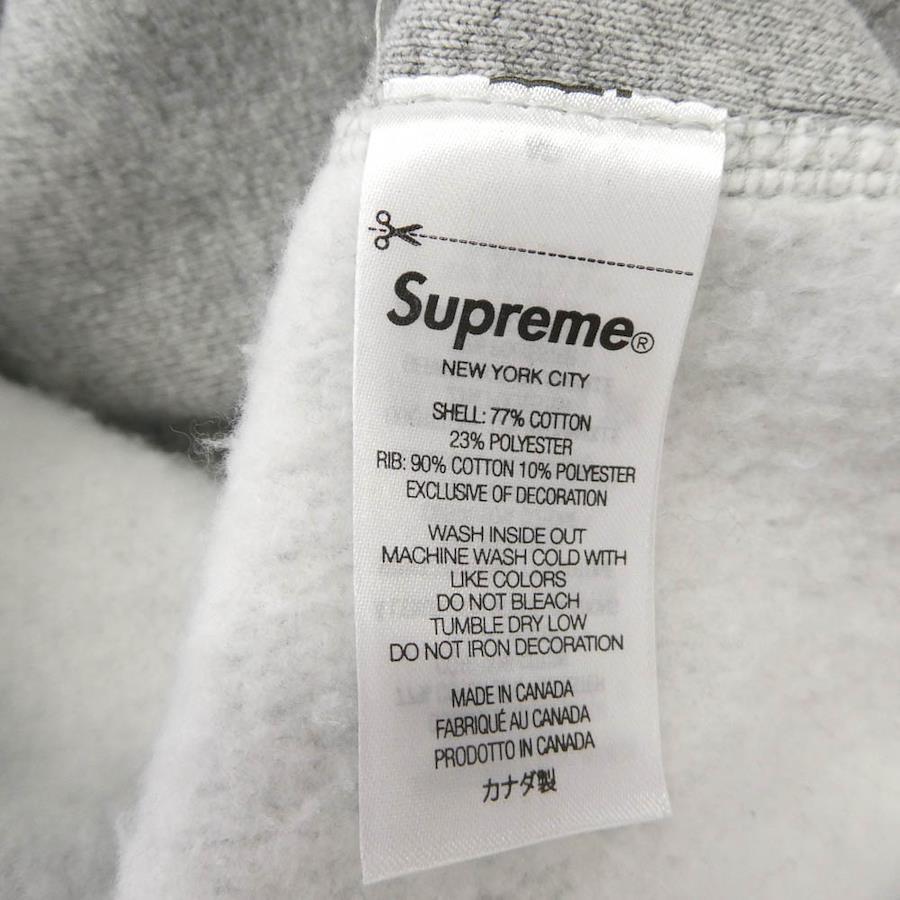 Supreme®
NEW YORK CITY
SHELL: 77% COTTON
23% POLYESTER
RIB: 90% COTTON 10% POLYESTER
EXCLUSIVE OF DECORATION
WASH INSIDE OUT
MACHINE WASH COLD WITH
LIKE COLORS
DO NOT BLEACH
TUMBLE DRY LOW
DO NOT IRON DECORATION
MADE IN CANADA
FABRIQUÉ AU CANADA
PRODOTTO IN CANADA
カナダ製